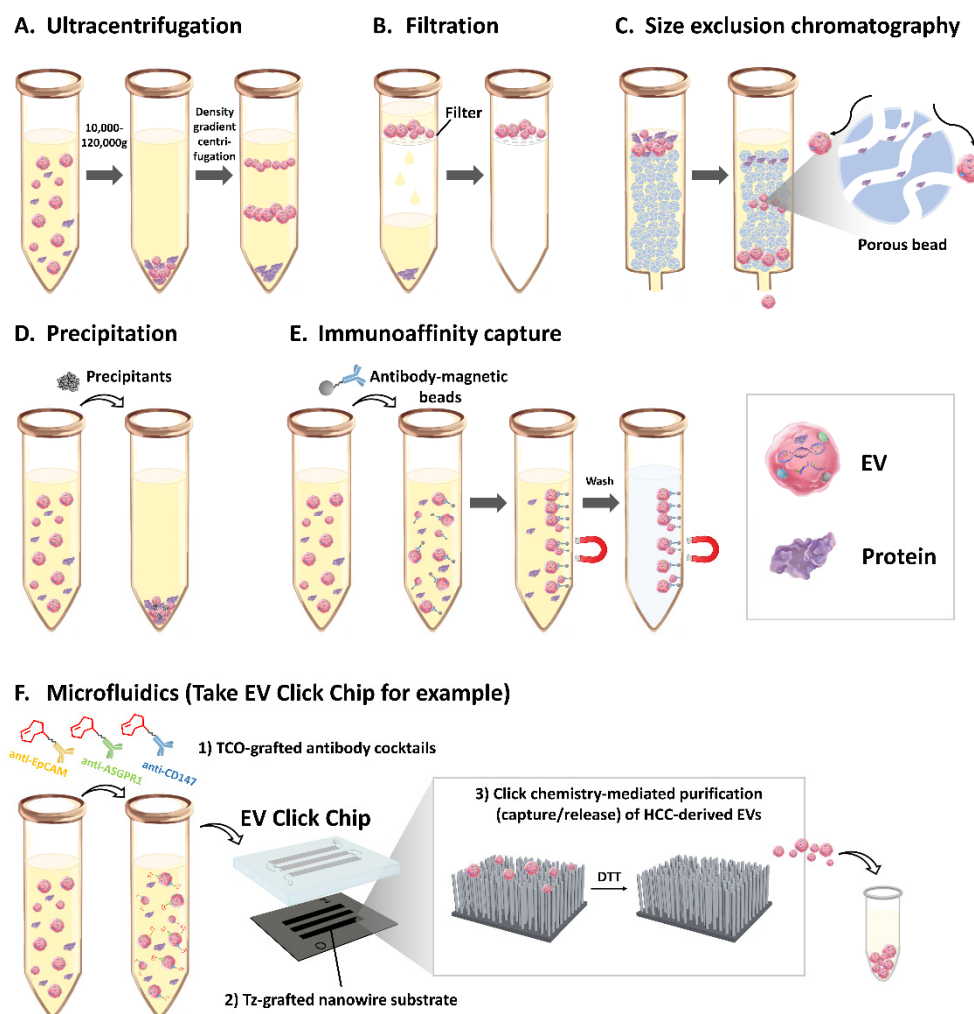 A. Ultracentrifugation
B. Filtration
C. Size exclusion chromatography
10,000-
120,000g
Density
gradient
centri-
fugation
Filter
Porous bead
D. Precipitation
Precipitants
E. Immunoaffinity capture
Antibody-magnetic
beads
Wash
EV
Protein
F. Microfluidics (Take EV Click Chip for example)
anti-EpCAM
anti-ASGPR1
anti-CD147
1) TCO-grafted antibody cocktails
EV Click Chip
2) Tz-grafted nanowire substrate
3) Click chemistry-mediated purification
(capture/release) of HCC-derived EVs
DTT